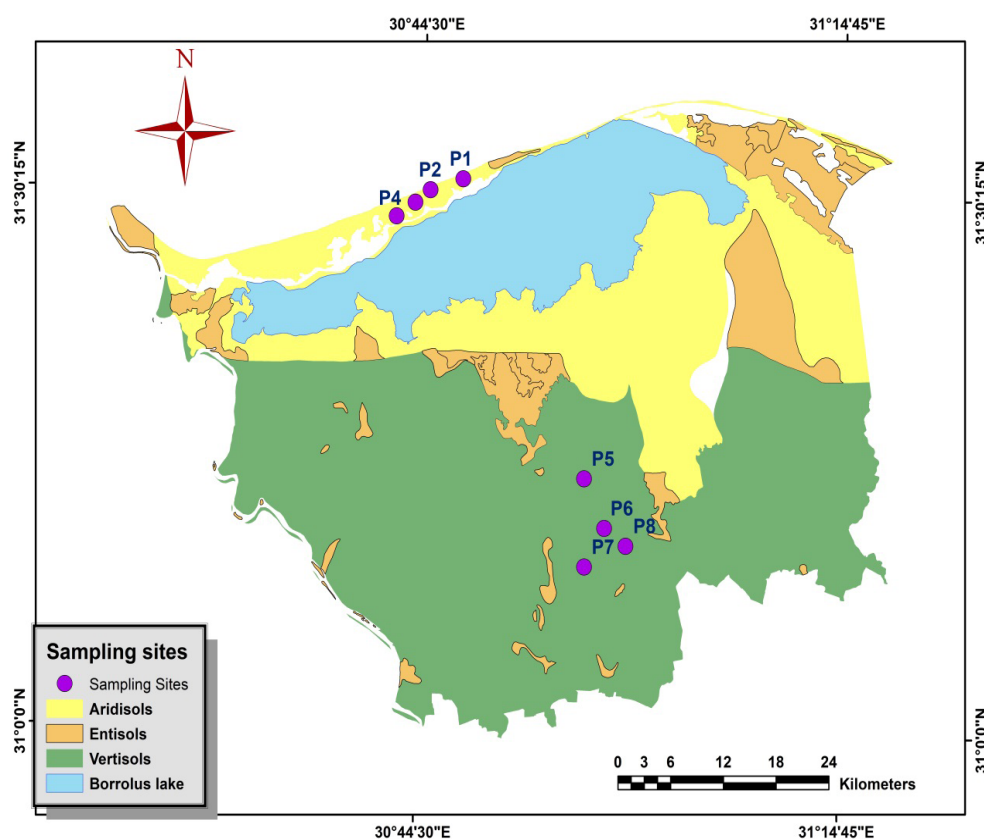 30°44'30"E
31°14'45"E
N
31°30'15"N
31°30'15"N
P1
P2
P4
P5
P6
P8
P7
Sampling sites
Sampling Sites
Aridisols
Entisols
Vertisols
Borrolus lake
0 3 6 12 18 24
Kilometers
31°0'0"N
31°0'0"N
30°44'30"E
31°14'45"E